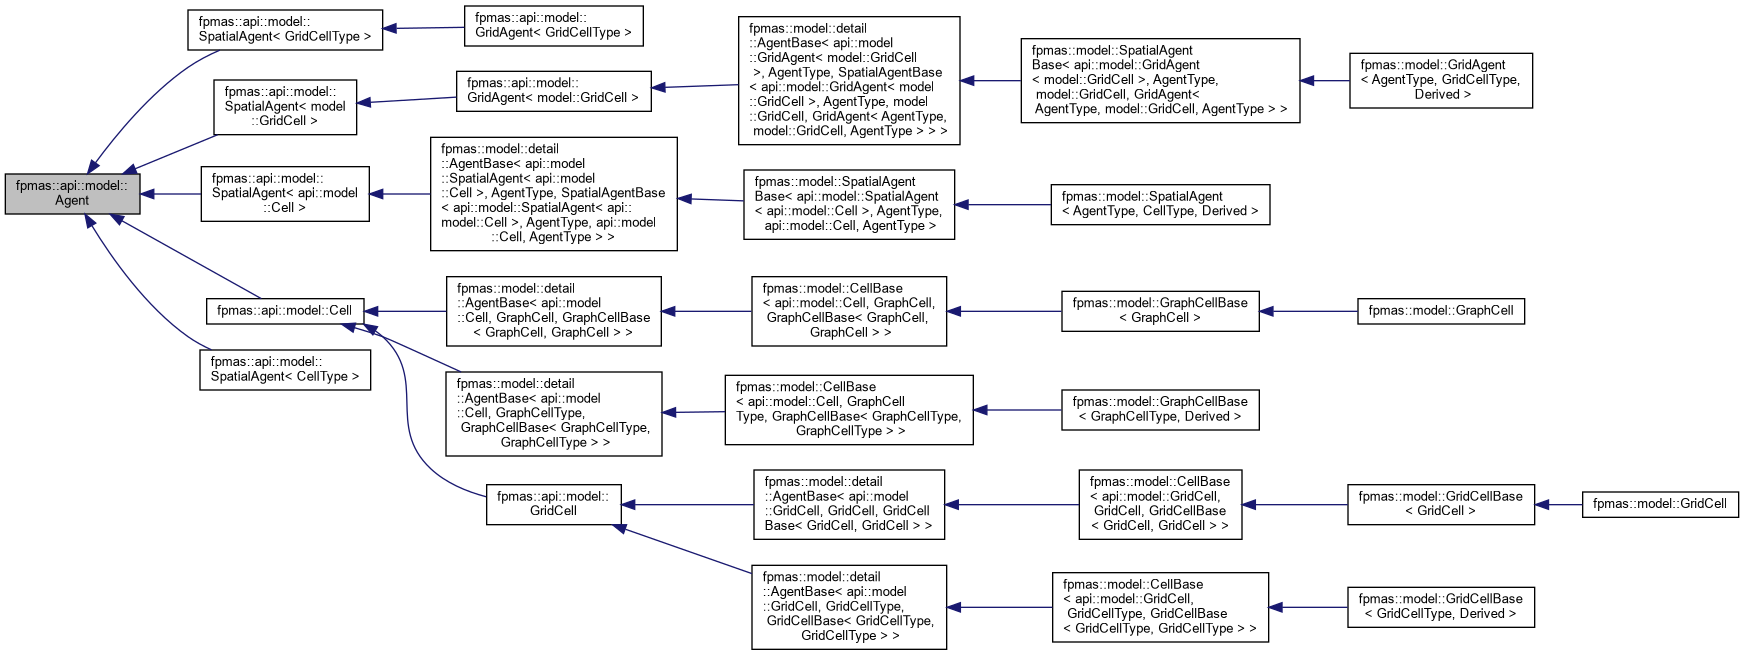 fpmas::api::model::
Agent
fpmas::api::model::
SpatialAgent< GridCellType >
fpmas::api::model::
GridAgent< GridCellType >
fpmas::api::model::
SpatialAgent< model
::GridCell >
fpmas::api::model::
GridAgent< model::GridCell >
fpmas::model::detail
::AgentBase< api::model
::GridAgent< model::GridCell
>, AgentType, SpatialAgentBase
< api::model::GridAgent< model
::GridCell >, AgentType, model
::GridCell, GridAgent< AgentType,
model::GridCell, AgentType > > >
fpmas::model::SpatialAgent
Base< api::model::GridAgent
< model::GridCell >, AgentType,
model::GridCell, GridAgent<
AgentType, model::GridCell, AgentType > >
fpmas::model::GridAgent
< AgentType, GridCellType,
Derived >
fpmas::api::model::
SpatialAgent< api::model
::Cell >
fpmas::model::detail
::AgentBase< api::model
::SpatialAgent< api::model
::Cell >, AgentType, SpatialAgentBase
< api::model::SpatialAgent< api::
model::Cell >, AgentType, api::model
::Cell, AgentType > >
fpmas::model::SpatialAgent
Base< api::model::SpatialAgent
< api::model::Cell >, AgentType,
api::model::Cell, AgentType >
fpmas::model::SpatialAgent
< AgentType, CellType, Derived >
fpmas::api::model::Cell
fpmas::model::detail
::AgentBase< api::model
::Cell, GraphCell, GraphCellBase
< GraphCell, GraphCell > >
fpmas::model::CellBase
< api::model::Cell, GraphCell,
GraphCellBase< GraphCell,
GraphCell > >
fpmas::model::GraphCellBase
< GraphCell >
fpmas::model::GraphCell
fpmas::api::model::
SpatialAgent< CellType >
fpmas::model::detail
::AgentBase< api::model
::Cell, GraphCellType,
GraphCellBase< GraphCellType,
GraphCellType > >
fpmas::model::CellBase
< api::model::Cell, GraphCell
Type, GraphCellBase< GraphCellType,
GraphCellType > >
fpmas::model::GraphCellBase
< GraphCellType, Derived >
fpmas::api::model::
GridCell
fpmas::model::detail
::AgentBase< api::model
::GridCell, GridCell, GridCell
Base< GridCell, GridCell > >
fpmas::model::CellBase
< api::model::GridCell,
GridCell, GridCellBase
< GridCell, GridCell > >
fpmas::model::GridCellBase
< GridCell >
fpmas::model::GridCell
fpmas::model::detail
::AgentBase< api::model
::GridCell, GridCellType,
GridCellBase< GridCellType,
GridCellType > >
fpmas::model::CellBase
< api::model::GridCell,
GridCellType, GridCellBase
< GridCellType, GridCellType > >
fpmas::model::GridCellBase
< GridCellType, Derived >